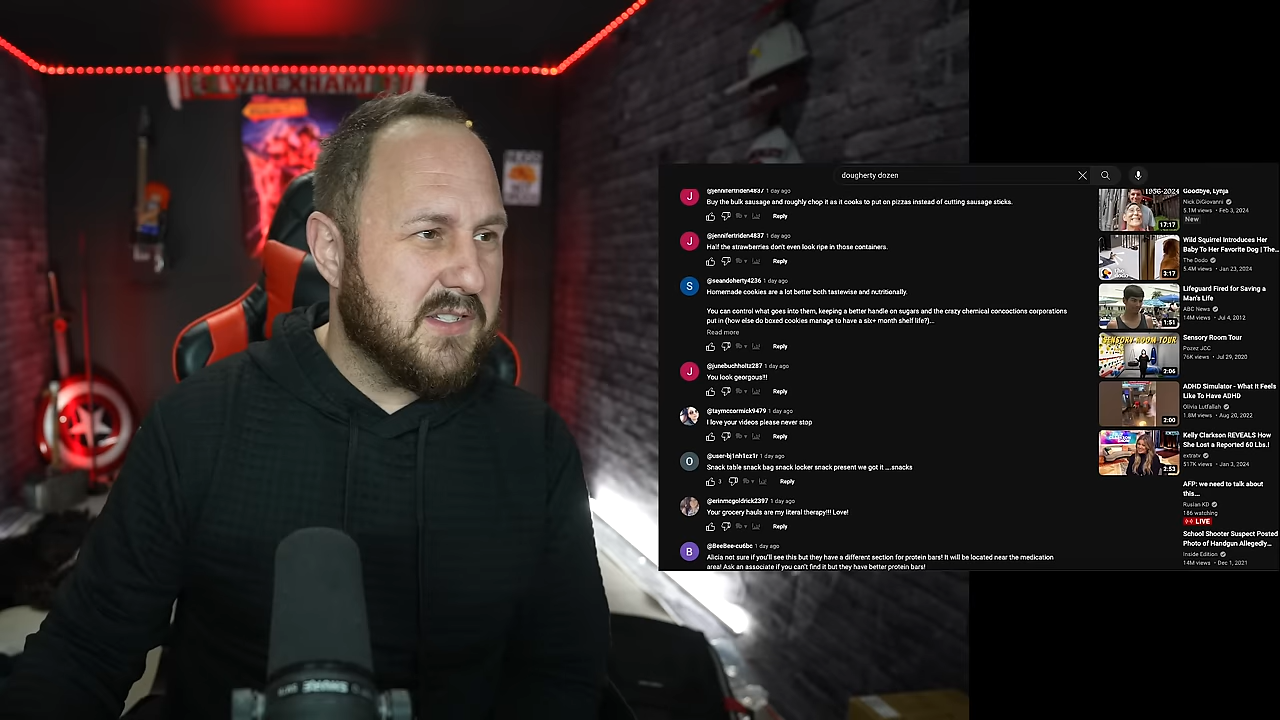 WREXHAM
dougherty dozen
@jennifertriden4837 1 day ago
Buy the bulk sausage and roughly chop it as it cooks to put on pizzas instead of cutting sausage sticks.
Reply
@jennifertriden4837 1 day ago
Half the strawberries don't even look ripe in those containers.
Reply
@seandoherty4236 1 day ago
Homemade cookies are a lot better both tastewise and nutritionally.
You can control what goes into them, keeping a better handle on sugars and the crazy chemical concoctions corporations
put in (how else do boxed cookies manage to have a six+ month shelf life?)...
Read more
Reply
@junebuchholtz287 1 day ago
You look georgous!!!
Reply
@taymccormick9479 1 day ago
I love your videos please never stop
Reply
@user-bj1nh1cz1r 1 day ago
Snack table snack bag snack locker snack present we got it ....snacks
3 Reply
@erinmcgoldrick2397 1 day ago
Your grocery hauls are my literal therapy!!! Love!
Reply
@BeeBee-cu6bc 1 day ago
Alicia not sure if you'll see this but they have a different section for protein bars! It will be located near the medication
area! Ask an associate if you can't find it but they have better protein bars!
J
J
S
J
O
B
1956-2024
17:17
Goodbye, Lynja
Nick DiGiovanni
5.1M views • Feb 3, 2024
New
3:17
Wild Squirrel Introduces Her
Baby To Her Favorite Dog | The...
The Dodo
5.4M views • Jan 23, 2024
1:51
Lifeguard Fired for Saving a
Man's Life
ABC News
14M views • Jul 4, 2012
SENSORY ROOM TOUR
2:06
Sensory Room Tour
Pozez JCC
76K views • Jul 29, 2020
2:00
ADHD Simulator - What It Feels
Like To Have ADHD
Olivia Lutfallah
1.8M views • Aug 20, 2022
2:53
Kelly Clarkson REVEALS How
She Lost a Reported 60 Lbs.!
extratv
517K views • Jan 3, 2024
AFP: we need to talk about
this...
Ruslan KD
186 watching
LIVE
School Shooter Suspect Posted
Photo of Handgun Allegedly...
Inside Edition
14M views • Dec 1, 2021